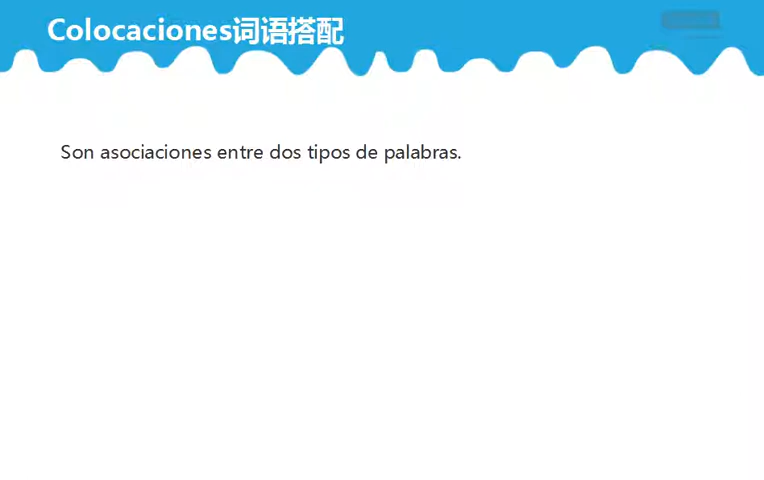 Colocaciones词语搭配
Son asociaciones entre dos tipos de palabras.